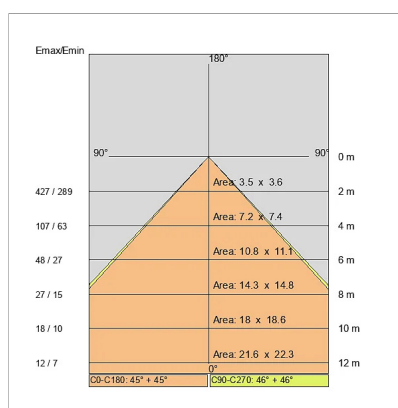 Emax/Emin
180°
90° 90° 0 m
Area: 3.5 x 3.6
427 / 289 2 m
Area: 7.2 x 7.4
107 / 63 4 m
Area: 10.8 x 11.1
48 / 27 6 m
Area: 14.3 x 14.8
27 / 15 8 m
Area: 18 x 18.6
18 / 10 10 m
Area: 21.6 x 22.3
12 / 7 12 m
0°
C0-C180: 45° + 45° C90-C270: 46° + 46°